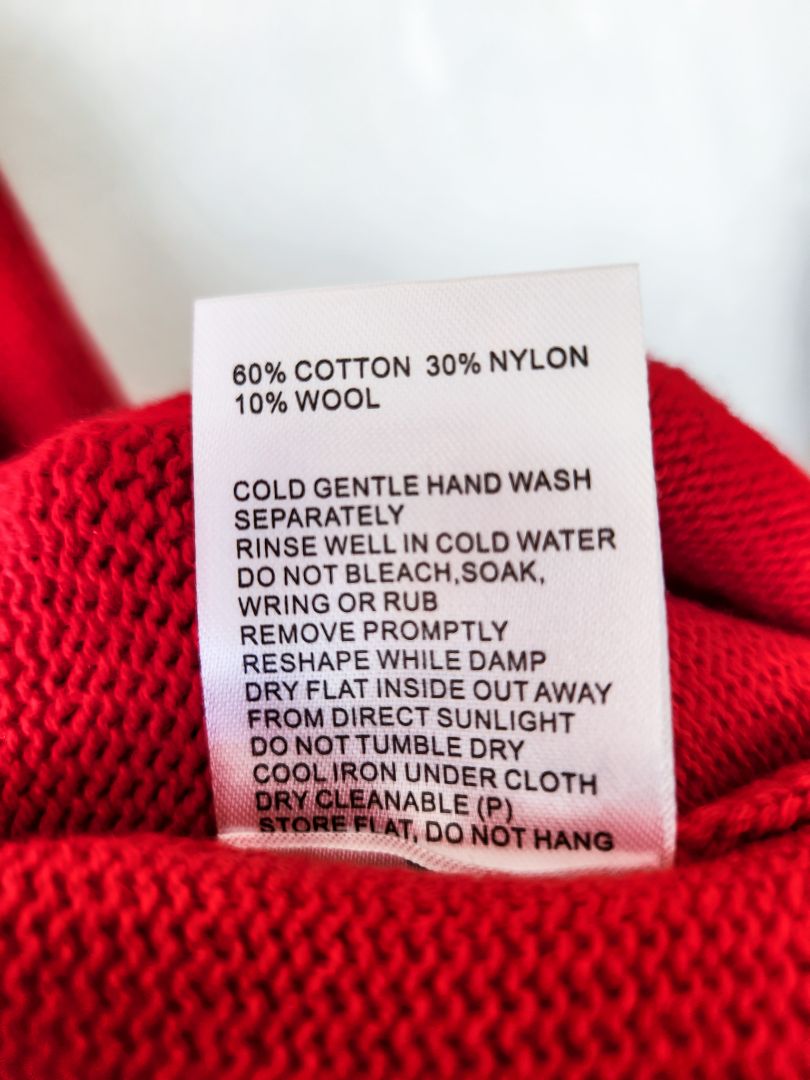 60% COTTON 30% NYLON
10% WOOL
COLD GENTLE HAND WASH
SEPARATELY
RINSE WELL IN COLD WATER
DO NOT BLEACH,SOAK,
WRING OR RUB
REMOVE PROMPTLY
RESHAPE WHILE DAMP
DRY FLAT INSIDE OUT AWAY
FROM DIRECT SUNLIGHT
DO NOT TUMBLE DRY
COOL IRON UNDER CLOTH
DRY CLEANABLE (P)
STORE FLAT, DO NOT HANG